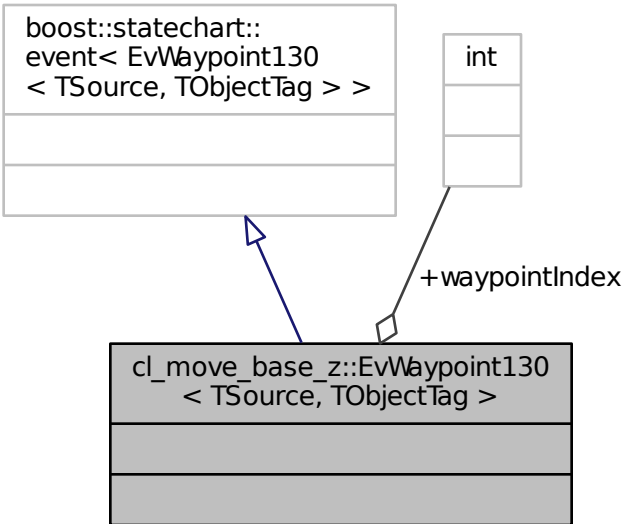 boost::statechart::
event< EvWaypoint130
< TSource, TObjectTag > >
int
+waypointIndex
cl_move_base_z::EvWaypoint130
< TSource, TObjectTag >